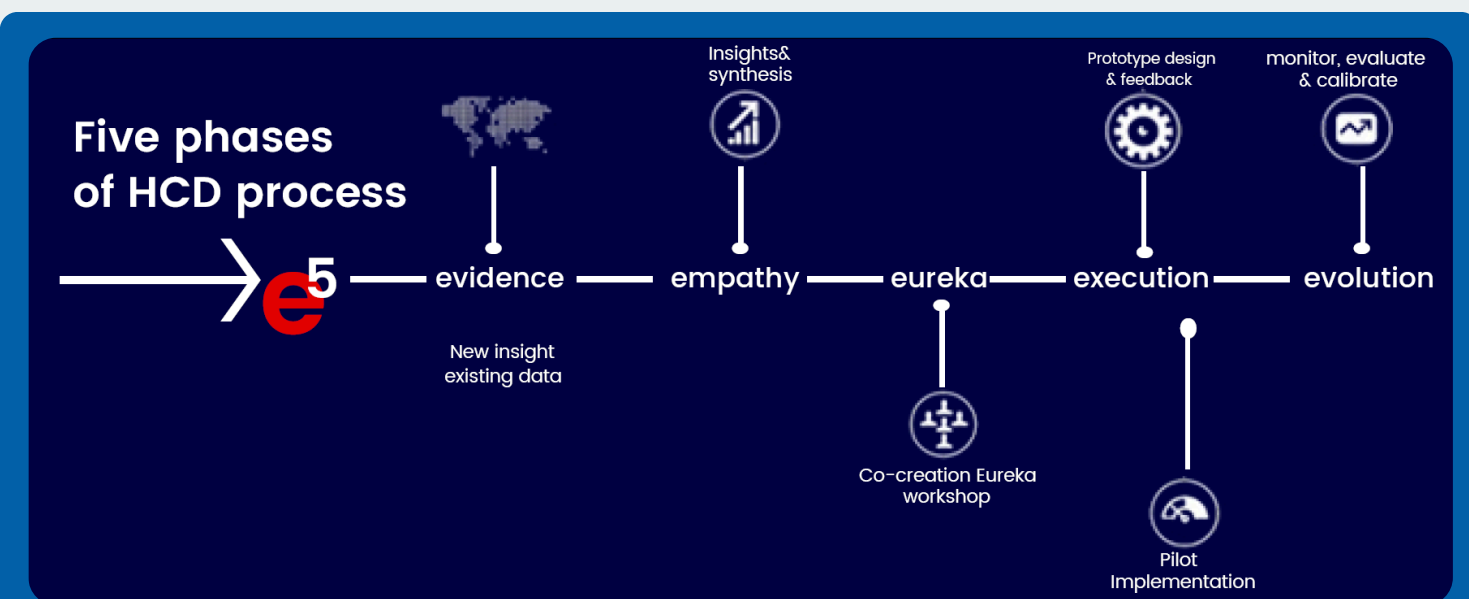 Five phases
of HCD process
e5
evidence
New insight
existing data
Insights&
synthesis
empathy
eureka
Co-creation Eureka
workshop
Prototype design
& feedback
execution
Pilot
Implementation
monitor, evaluate
& calibrate
evolution